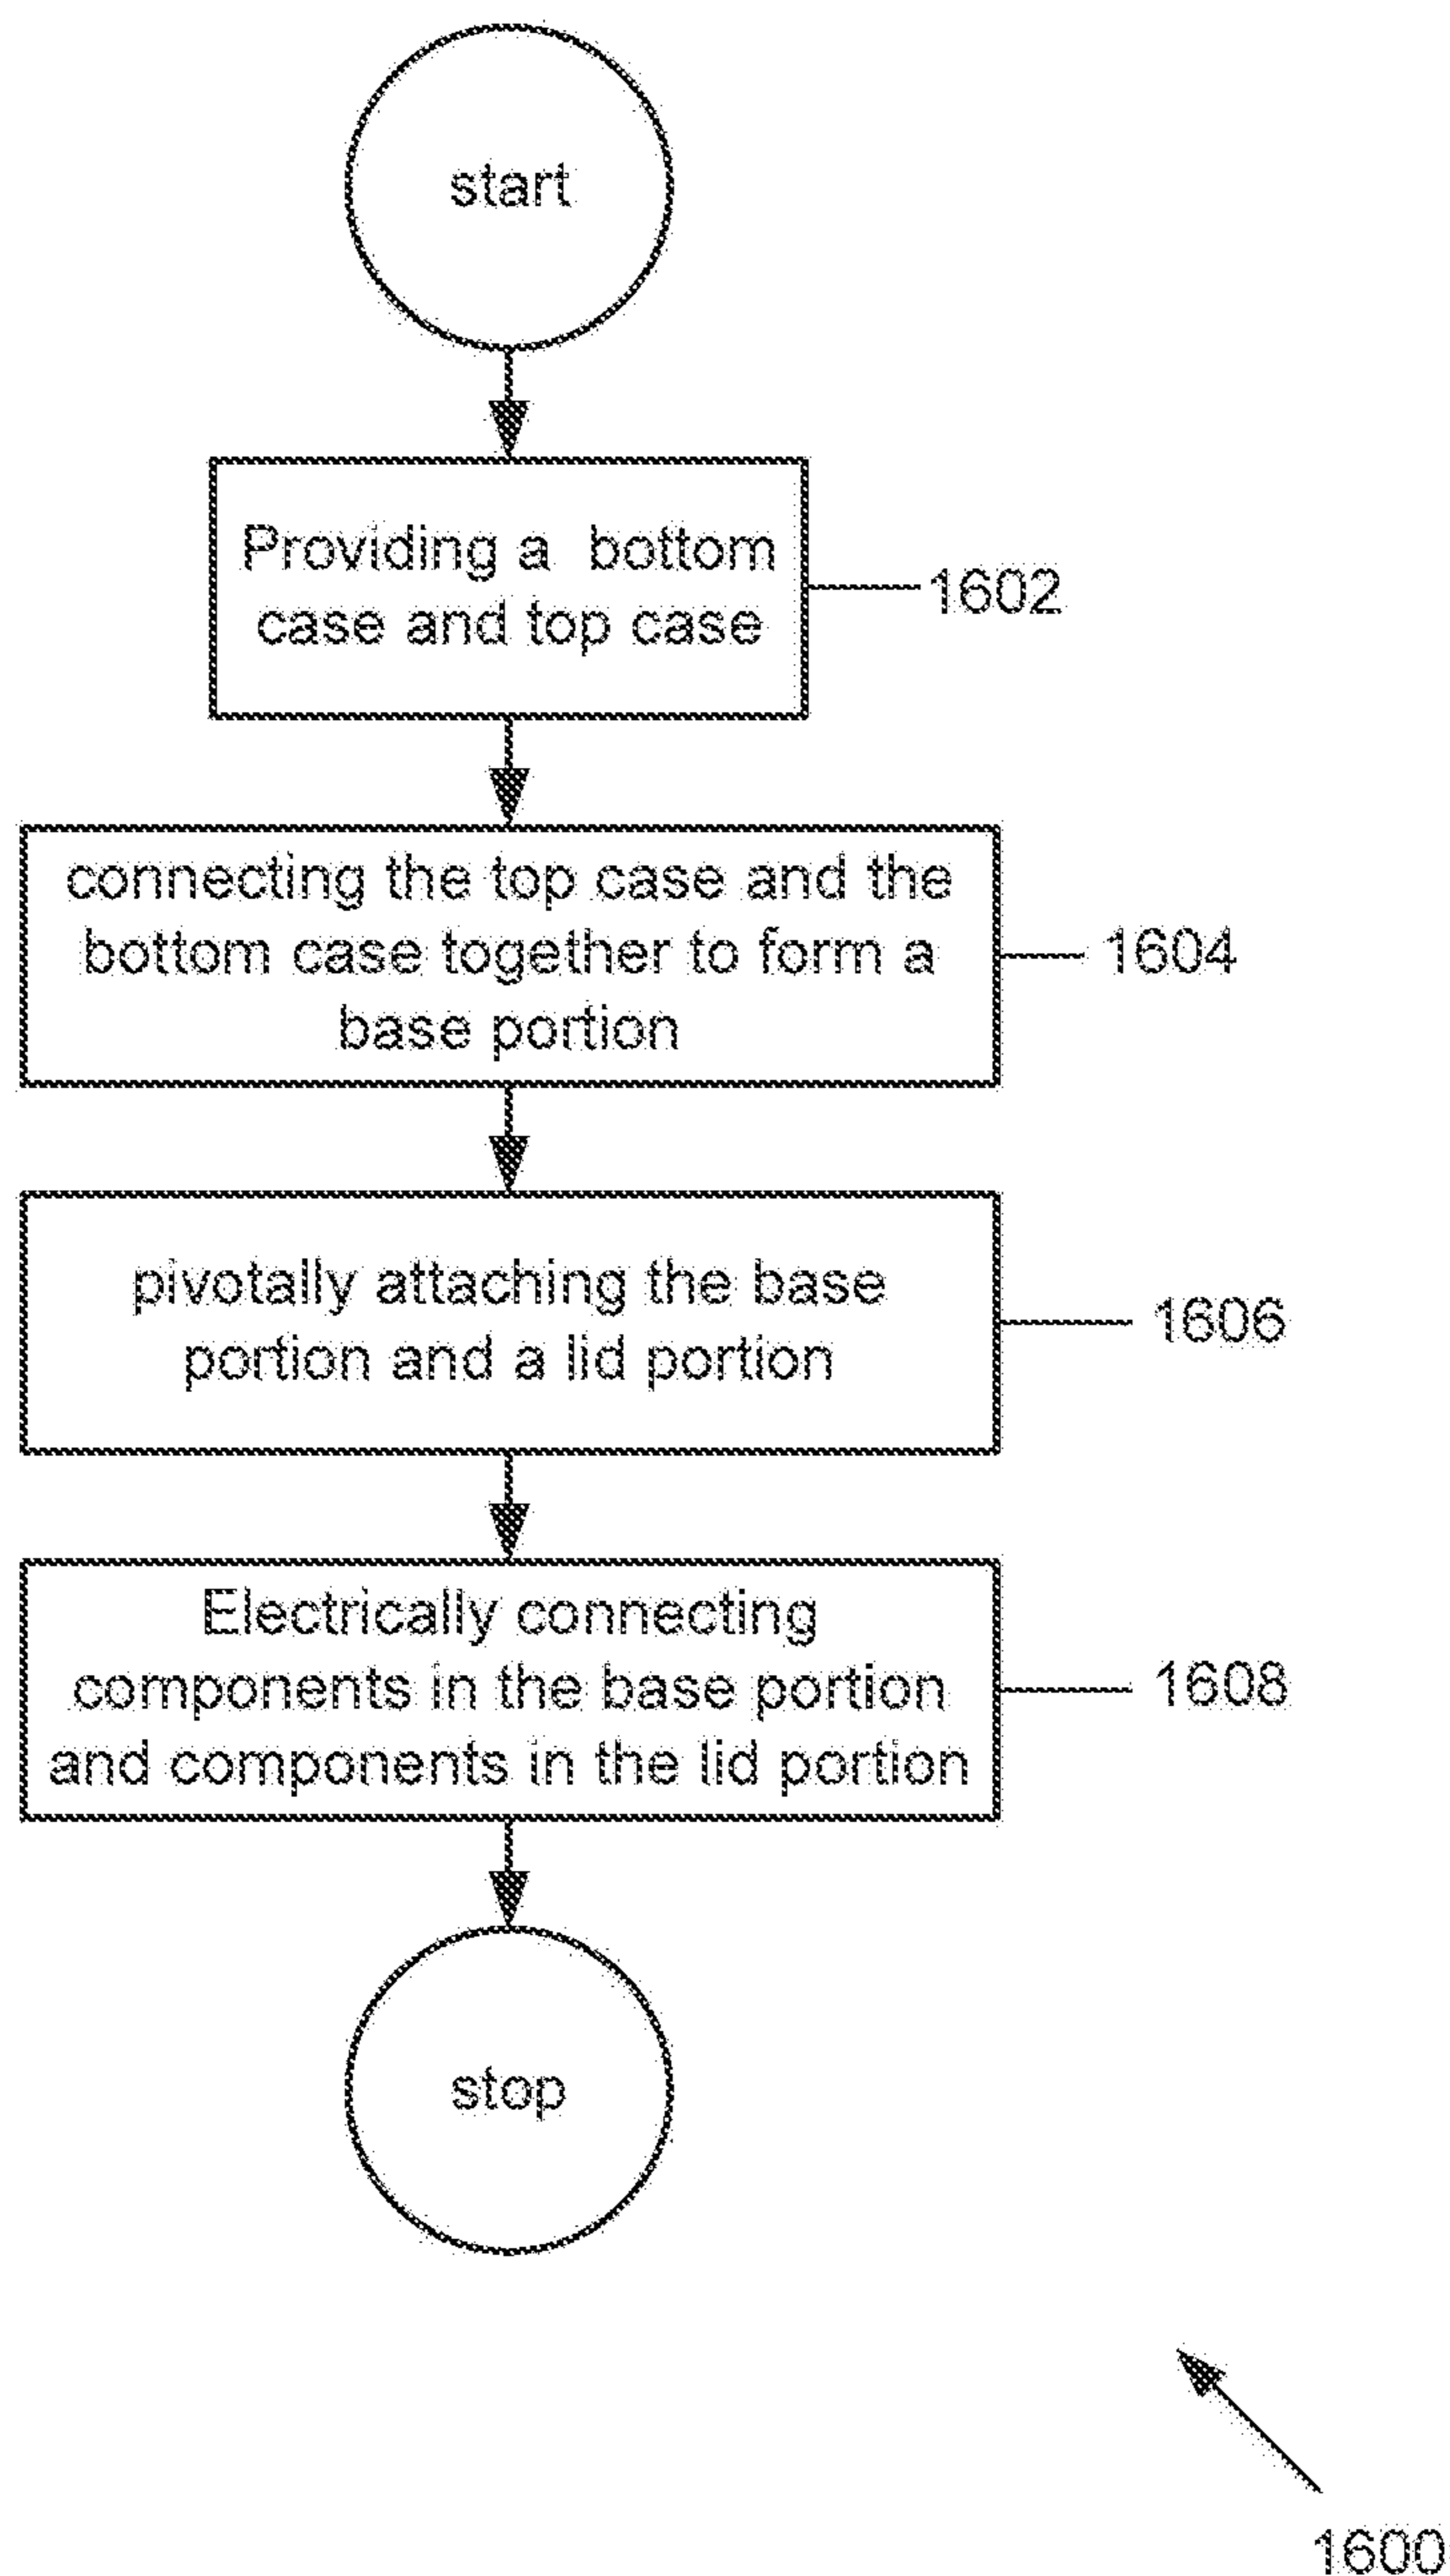 start
Providing a bottom
case and top case
1602
connecting the top case and the
bottom case together to form a
base portion
1604
pivotally attaching the base
portion and a lid portion
1606
Electrically connecting
components in the base portion
and components in the lid portion
1608
stop
1600